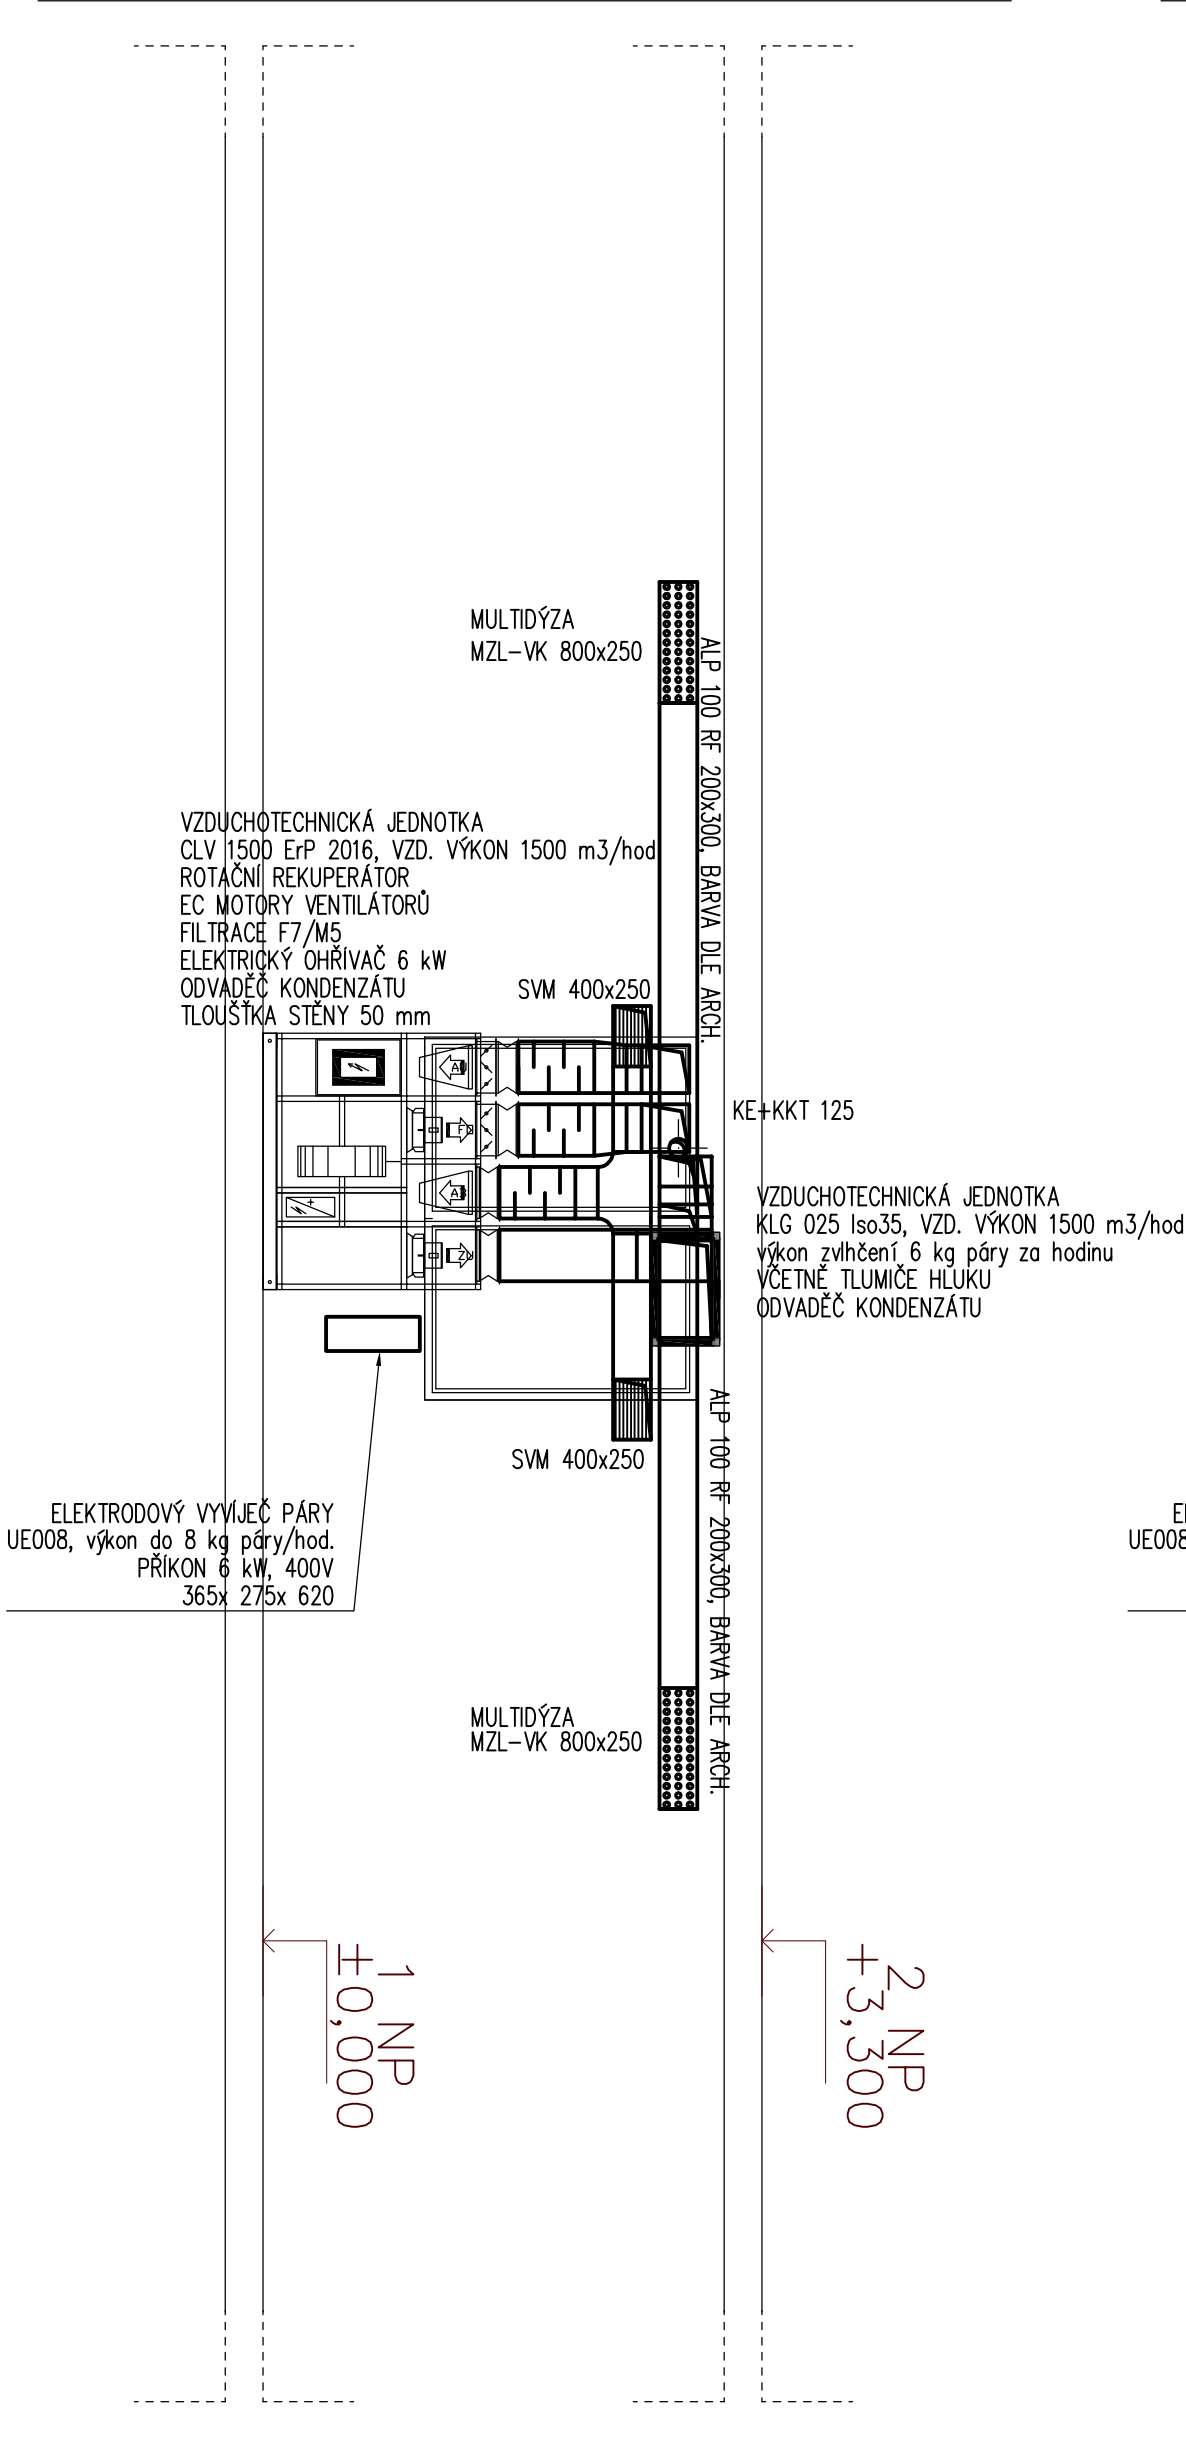 MULTIDÝZA
MZL-VK 800x250
ALP 100 RF 200x300, BARVA DLE ARCH.
VZDUCHOTECHNICKÁ JEDNOTKA
CLV 1500 ErP 2016, VZD. VÝKON 1500 m3/hod
ROTAČNÍ REKUPERÁTOR
EC MOTORY VENTILÁTORŮ
FILTRACE F7/M5
ELEKTRICKÝ OHŘÍVAČ 6 kW
ODVADĚČ KONDENZÁTU
TLOUŠŤKA STĚNY 50 mm
SVM 400x250
KE+KKT 125
VZDUCHOTECHNICKÁ JEDNOTKA
KLG 025 Iso35, VZD. VÝKON 1500 m3/hod
výkon zvlhčení 6 kg páry za hodinu
VČETNĚ TLUMIČE HLUKU
ODVADĚČ KONDENZÁTU
SVM 400x250
ALP 100 RF 200x300, BARVA DLE ARCH.
ELEKTRODOVÝ VYVÍJEČ PÁRY
UE008, výkon do 8 kg páry/hod.
PŘÍKON 6 kW, 400V
365x 275x 620
UE008
MULTIDÝZA
MZL-VK 800x250
1 NP
±0,000
2 NP
+3,300